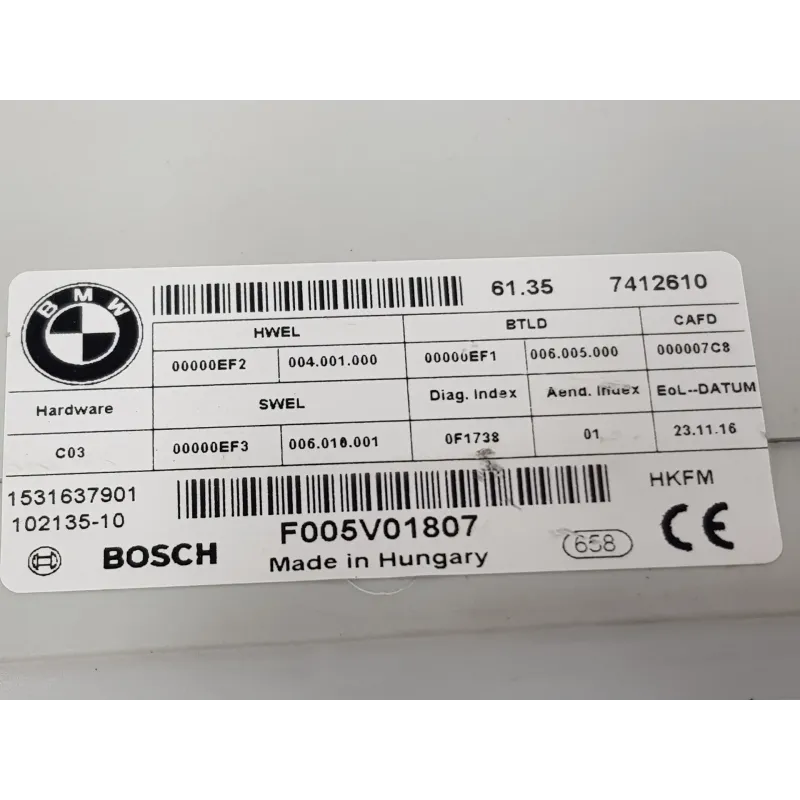 BMW
61.35 7412610
HWEL BTLD CAFD
00000EF2 004.001.000 00000EF1 006.005.000 000007C8
Hardware SWEL Diag. Index Aend. Index EoL--DATUM
C03 00000EF3 006.010.001 0F1738 01 23.11.16
1531637901 HKFM
102135-10 F005V01807
BOSCH Made in Hungary 658 CE